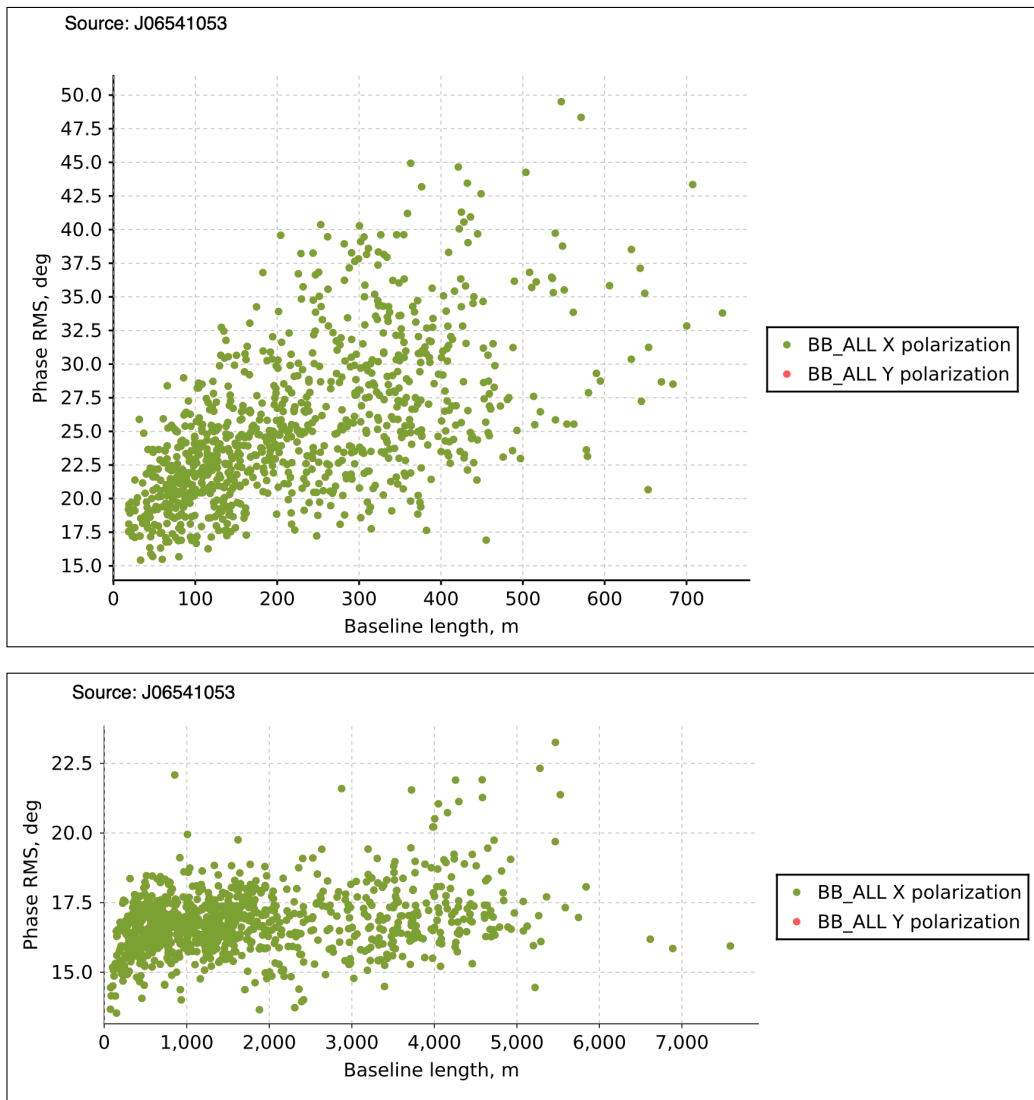 Source: J06541053
50.0
47.5
45.0
42.5
40.0
37.5
35.0
32.5
30.0
27.5
25.0
22.5
20.0
17.5
15.0
Phase RMS, deg
0 100 200 300 400 500 600 700
Baseline length, m
BB_ALL X polarization
BB_ALL Y polarization
Source: J06541053
22.5
20.0
17.5
15.0
Phase RMS, deg
0 1,000 2,000 3,000 4,000 5,000 6,000 7,000
Baseline length, m
BB_ALL X polarization
BB_ALL Y polarization